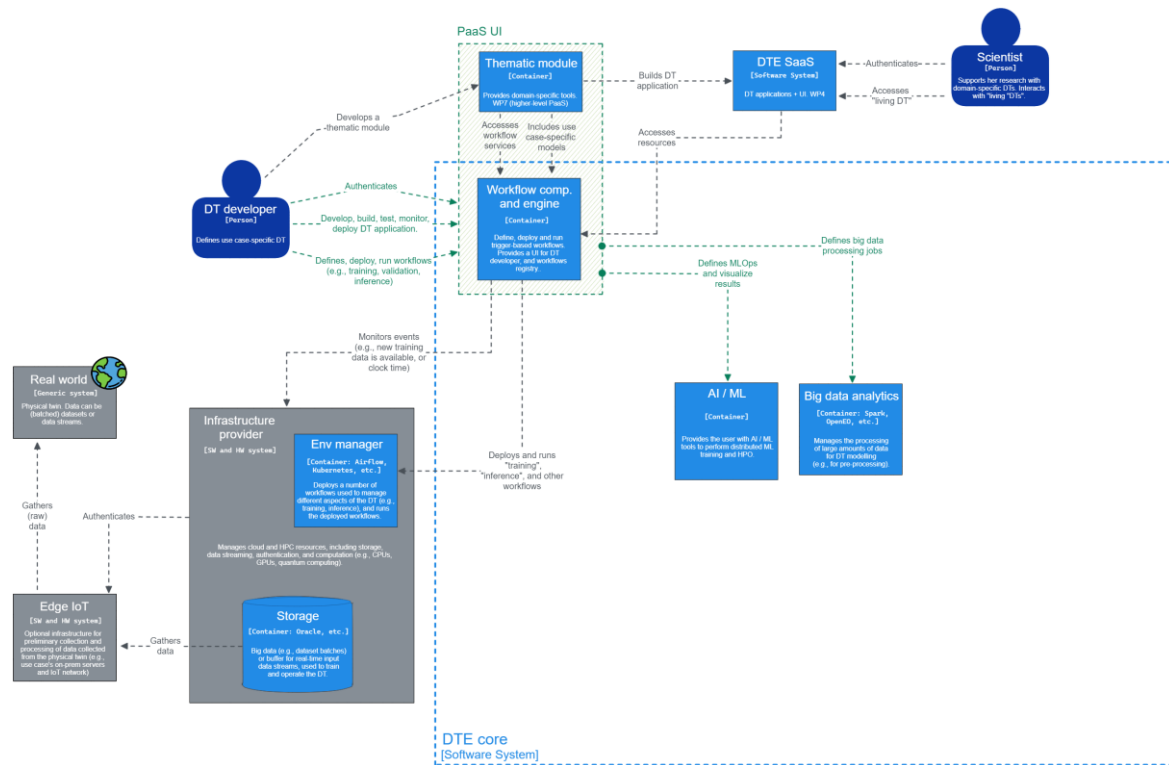 PaaS UI
Thematic module
[Container]
Provides domain-specific tools.
WP7 (higher-level PaaS)
Builds DT
application
DTE SaaS
[Software System]
DT applications + UI. WP4
Authenticates
Accesses
"living DT"
Scientist
[Person]
Supports her research with
domain-specific DTs. Interacts
with "living "DTs".
Develops a
-thematic module
Accesses
workflow
services
Includes use
case-specific
models
Accesses
resources
DT developer
[Person]
Defines use case-specific DT
Authenticates
Develop, build, test, monitor,
deploy DT application.
Defines, deploy, run workflows
(e.g., training, validation,
inference)
Workflow comp.
and engine
[Container]
Define, deploy and run
trigger-based workflows.
Provides a UI for DT
developer, and workflows
registry.
Defines big data
processing jobs
Defines MLOps
and visualize
results
Monitors events
(e.g., new training
data is available, or
clock time)
Real world
[Generic system]
Physical twin. Data can be
(batched) datasets or
data streams.
Infrastructure
provider
[SW and HW system]
Env manager
[Container: Airflow,
Kubernetes, etc.]
Deploys a number of
workflows used to manage
different aspects of the DT (e.g.,
training, inference), and runs
the deployed workflows.
Deploys and runs
"training",
"inference", and other
workflows
AI / ML
[Container]
Provides the user with AI / ML
tools to perform distributed ML
training and HPO.
Big data analytics
[Container: Spark,
OpenEO, etc.]
Manages the processing
of large amounts of data
for DT modelling
(e.g., for pre-processing).
Gathers
(raw)
data
Authenticates
Manages cloud and HPC resources, including storage,
data streaming, authentication, and computation (e.g., CPUs,
GPUs, quantum computing).
Edge IoT
[SW and HW system]
Optional infrastructure for
preliminary collection and
processing of data collected
from the physical twin (e.g.,
use case's on-prem servers
and IoT network)
Gathers
data
Storage
[Container: Oracle, etc.]
Big data (e.g., dataset batches)
or buffer for real-time input
data streams, used to train
and operate the DT.
DTE core
[Software System]